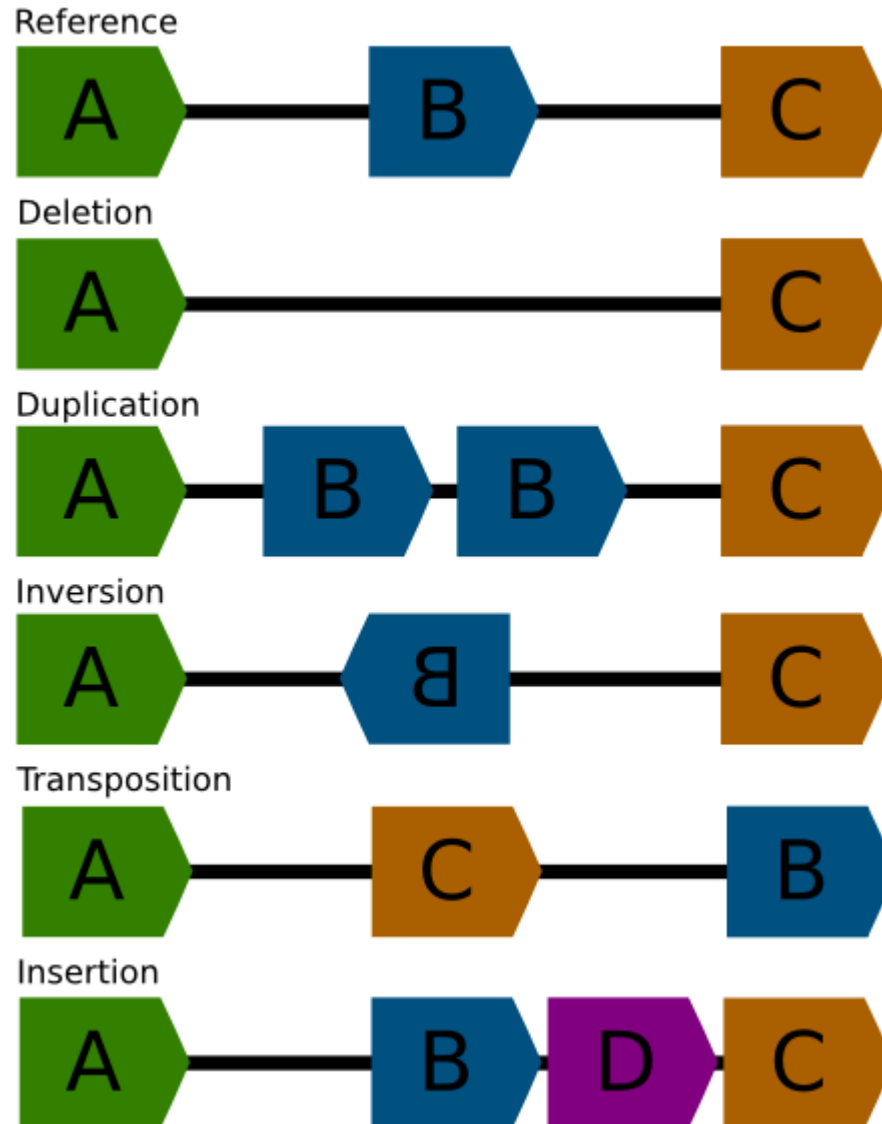 Reference
A B C
Deletion
A C
Duplication
A B B C
Inversion
A B C
Transposition
A C B
Insertion
A B D C